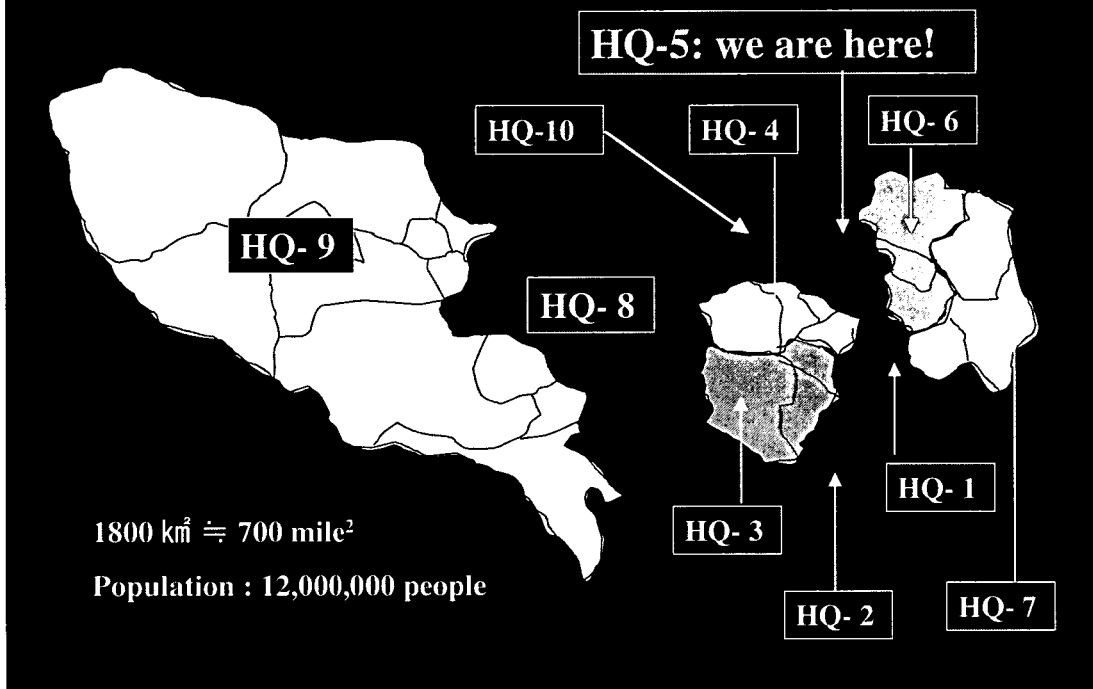 HQ-5: we are here!
HQ-10
HQ- 4
HQ- 6
HQ- 9
HQ- 8
HQ- 1
HQ- 3
HQ- 2
HQ- 7
1800 ㎢ ≒ 700 mile²
Population : 12,000,000 people